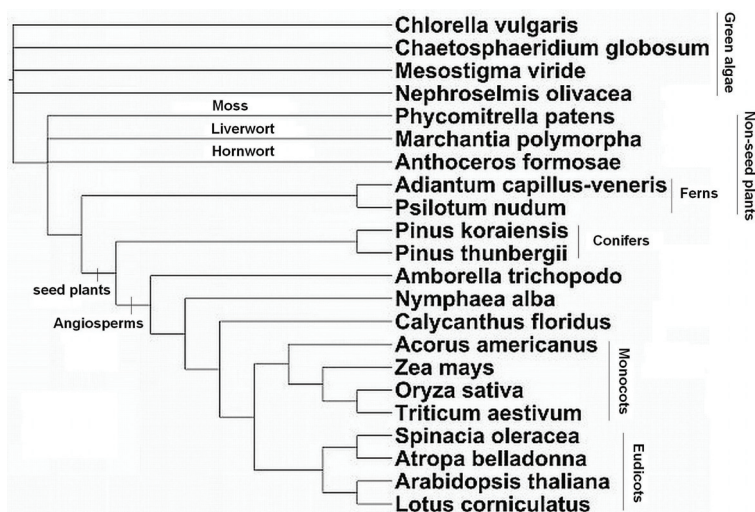 Chlorella vulgaris
Chaetosphaeridium globosum
Mesostigma viride
Nephroselmis olivacea
Green algae
Moss
Phycomitrella patens
Liverwort
Marchantia polymorpha
Hornwort
Anthoceros formosae
Non-seed plants
Adiantum capillus-veneris
Ferns
Psilotum nudum
Pinus koraiensis
Conifers
Pinus thunbergii
seed plants
Amborella trichopodo
Nymphaea alba
Angiosperms
Calycanthus floridus
Acorus americanus
Zea mays
Monocots
Oryza sativa
Triticum aestivum
Spinacia oleracea
Atropa belladonna
Eudicots
Arabidopsis thaliana
Lotus corniculatus